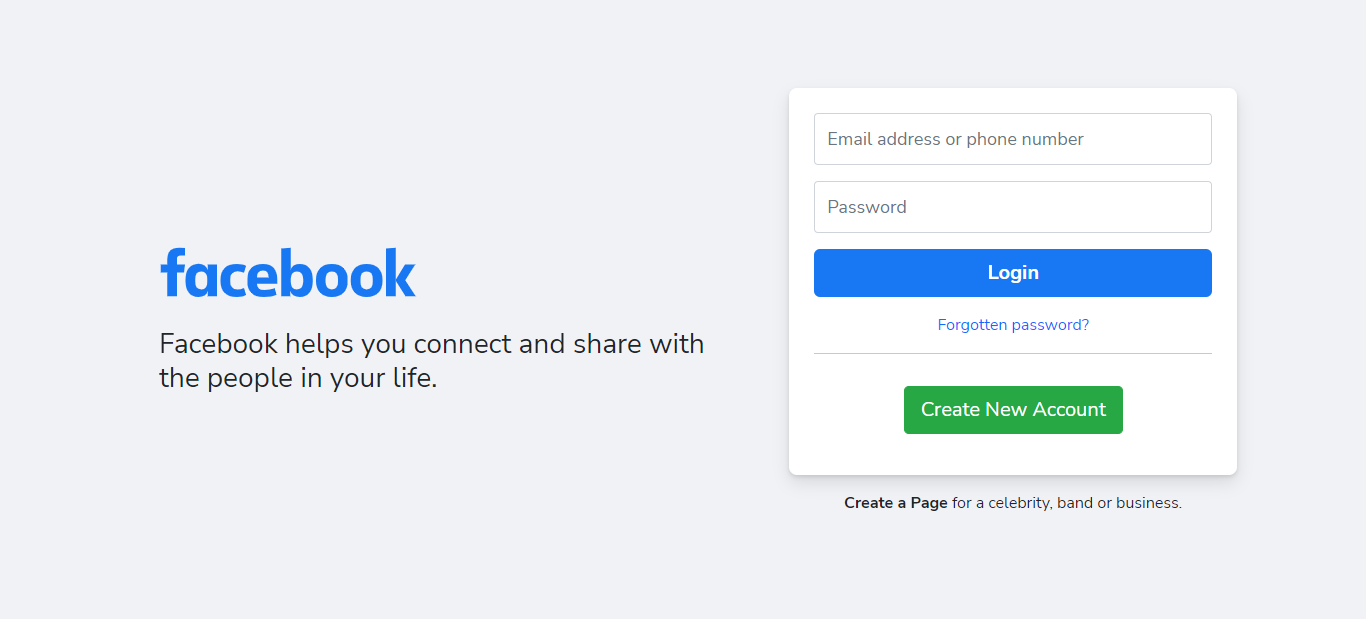 facebook
Facebook helps you connect and share with
the people in your life.
Email address or phone number
Password
Login
Forgotten password?
Create New Account
Create a Page for a celebrity, band or business.